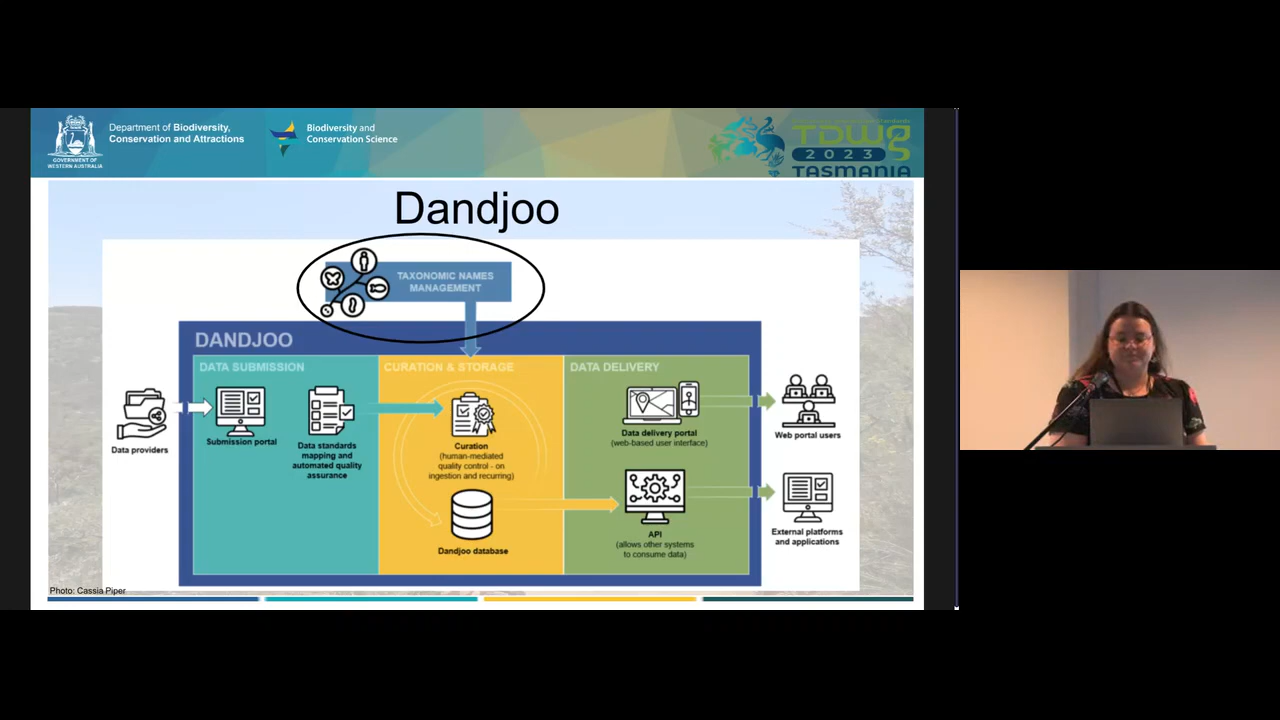 Department of Biodiversity,
Conservation and Attractions
GOVERNMENT OF
WESTERN AUSTRALIA
Biodiversity and
Conservation Science
TDWG
2023
TASMANIA
Dandjoo
TAXONOMIC NAMES
MANAGEMENT
DANDJOO
DATA SUBMISSION
CURATION & STORAGE
DATA DELIVERY
Data providers
Submission portal
Data standards
mapping and
automated quality
assurance
Curation
(human-mediated
quality control - on
ingestion and recurring)
Dandjoo database
Data delivery portal
(web-based user interface)
API
(allows other systems
to consume data)
Web portal users
External platforms
and applications
Photo: Cassia Piper